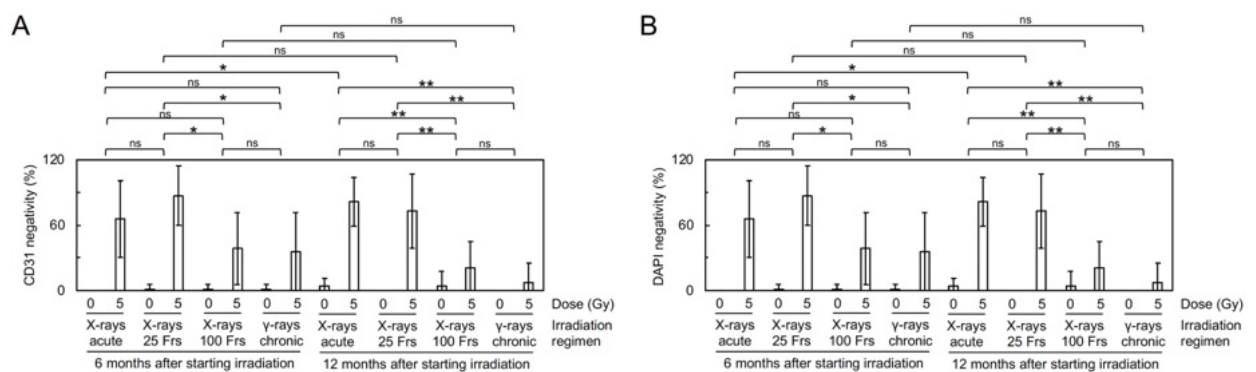 A
ns
ns
ns
*
ns
**
*
**
ns
**
*
**
ns
ns
ns
ns
120
60
0
CD31 negativity (%)
0 5 0 5 0 5 0 5 0 5 0 5 0 5 0 5 Dose (Gy)
X-rays X-rays X-rays γ-rays X-rays X-rays X-rays γ-rays Irradiation
acute 25 Frs 100 Frs chronic acute 25 Frs 100 Frs chronic regimen
6 months after starting irradiation 12 months after starting irradiation
B
ns
ns
ns
*
ns
**
*
**
ns
**
*
**
ns
ns
ns
ns
120
60
0
DAPI negativity (%)
0 5 0 5 0 5 0 5 0 5 0 5 0 5 0 5 Dose (Gy)
X-rays X-rays X-rays γ-rays X-rays X-rays X-rays γ-rays Irradiation
acute 25 Frs 100 Frs chronic acute 25 Frs 100 Frs chronic regimen
6 months after starting irradiation 12 months after starting irradiation